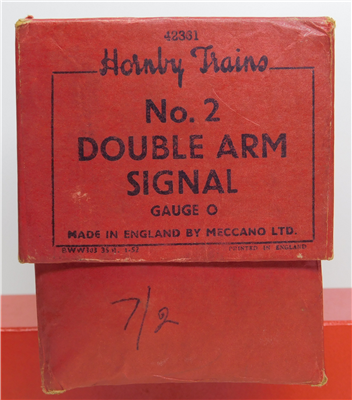 42361
Hornby Trains
No. 2
DOUBLE ARM
SIGNAL
GAUGE O
MADE IN ENGLAND BY MECCANO LTD.
PRINTED IN ENGLAND
7/2